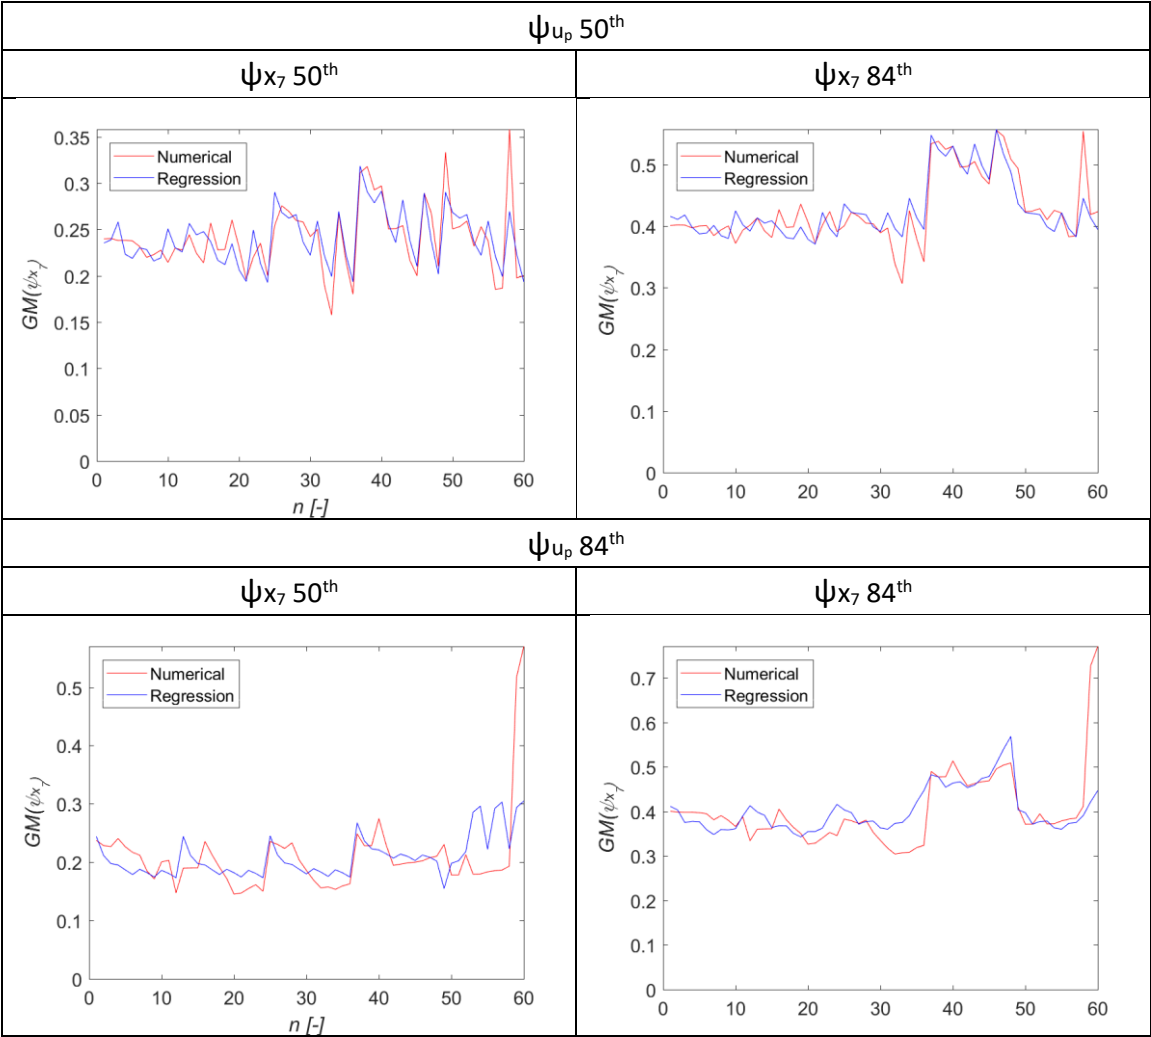 ψuₚ 50ᵗʰ
ψx₇ 50ᵗʰ
ψx₇ 84ᵗʰ
0.35
0.3
0.25
0.2
0.15
0.1
0.05
0
GM(ψx₇)
Numerical
Regression
0 10 20 30 40 50 60
n [-]
0.5
0.4
0.3
0.2
0.1
0
GM(ψx₇)
Numerical
Regression
0 10 20 30 40 50 60
ψuₚ 84ᵗʰ
ψx₇ 50ᵗʰ
ψx₇ 84ᵗʰ
0.5
0.4
0.3
0.2
0.1
0
GM(ψx₇)
Numerical
Regression
0 10 20 30 40 50 60
n [-]
0.7
0.6
0.5
0.4
0.3
0.2
0.1
0
GM(ψx₇)
Numerical
Regression
0 10 20 30 40 50 60